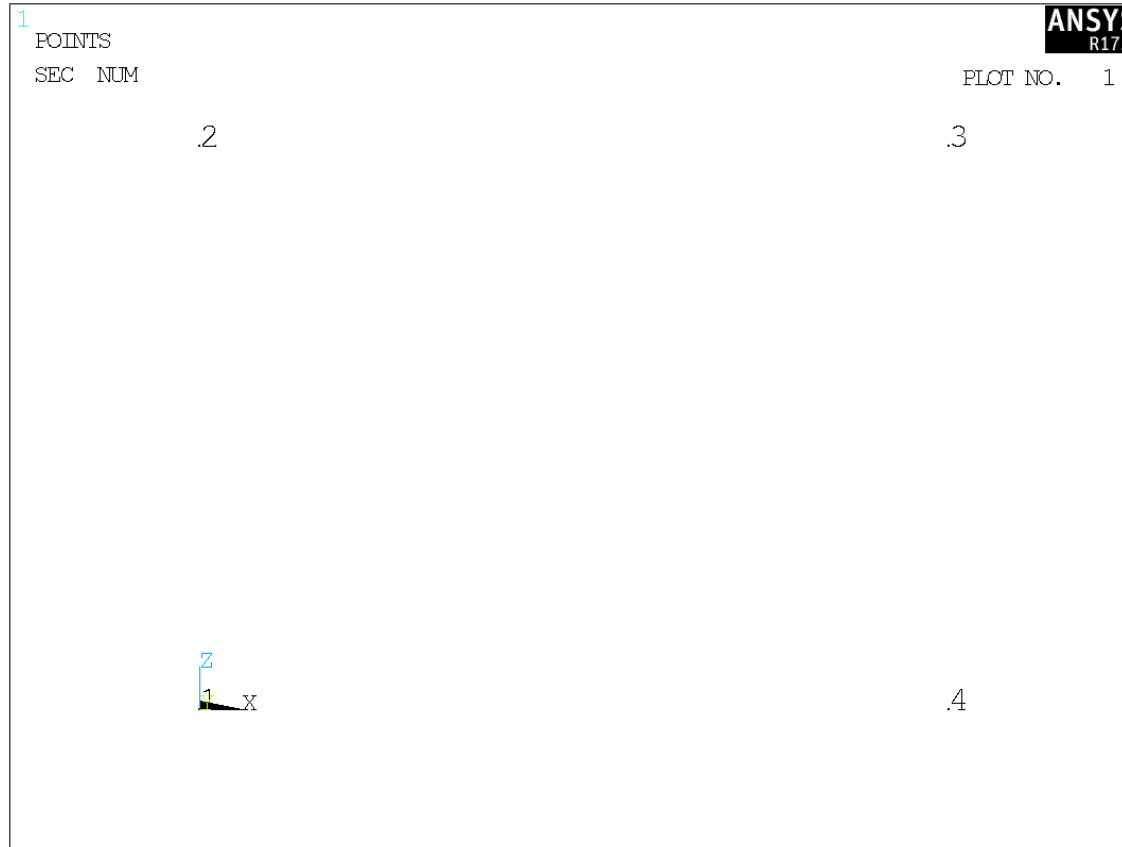 1
POINTS
SEC NUM
ANSYS
R17.
PLOT NO. 1
.2
.3
Z
1
Y
X
.4